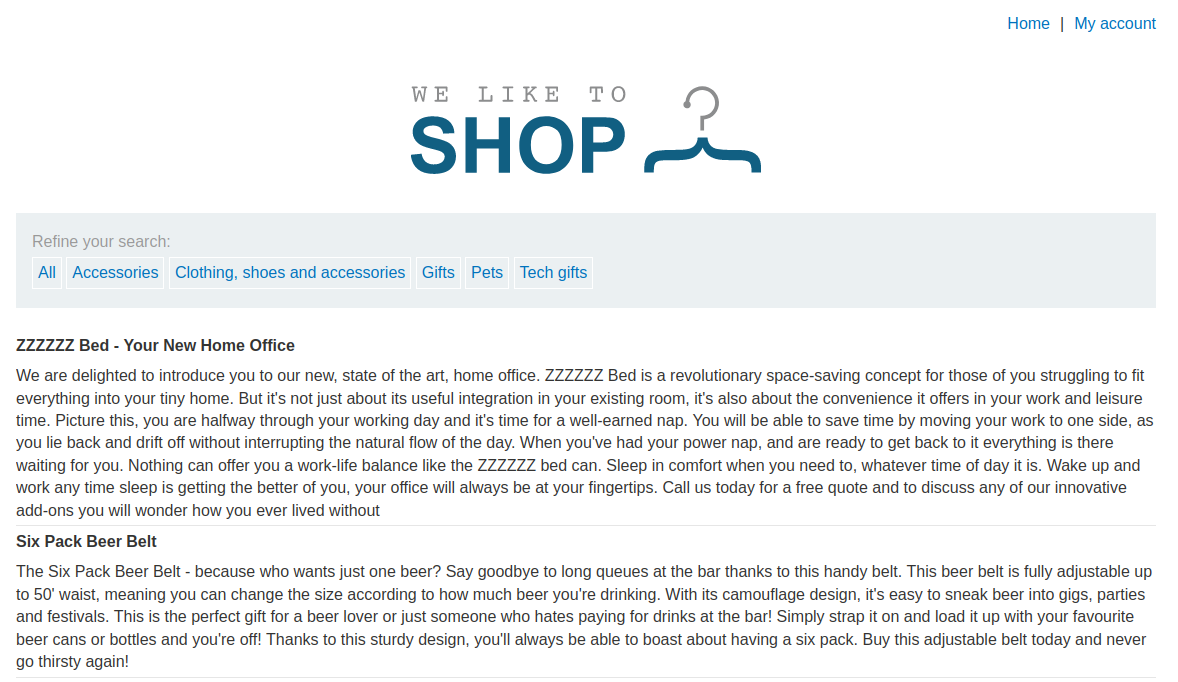 Home | My account
WE LIKE TO
SHOP
Refine your search:
All Accessories Clothing, shoes and accessories Gifts Pets Tech gifts
ZZZZZZ Bed - Your New Home Office
We are delighted to introduce you to our new, state of the art, home office. ZZZZZZ Bed is a revolutionary space-saving concept for those of you struggling to fit
everything into your tiny home. But it's not just about its useful integration in your existing room, it's also about the convenience it offers in your work and leisure
time. Picture this, you are halfway through your working day and it's time for a well-earned nap. You will be able to save time by moving your work to one side, as
you lie back and drift off without interrupting the natural flow of the day. When you've had your power nap, and are ready to get back to it everything is there
waiting for you. Nothing can offer you a work-life balance like the ZZZZZZ bed can. Sleep in comfort when you need to, whatever time of day it is. Wake up and
work any time sleep is getting the better of you, your office will always be at your fingertips. Call us today for a free quote and to discuss any of our innovative
add-ons you will wonder how you ever lived without
Six Pack Beer Belt
The Six Pack Beer Belt - because who wants just one beer? Say goodbye to long queues at the bar thanks to this handy belt. This beer belt is fully adjustable up
to 50' waist, meaning you can change the size according to how much beer you're drinking. With its camouflage design, it's easy to sneak beer into gigs, parties
and festivals. This is the perfect gift for a beer lover or just someone who hates paying for drinks at the bar! Simply strap it on and load it up with your favourite
beer cans or bottles and you're off! Thanks to this sturdy design, you'll always be able to boast about having a six pack. Buy this adjustable belt today and never
go thirsty again!